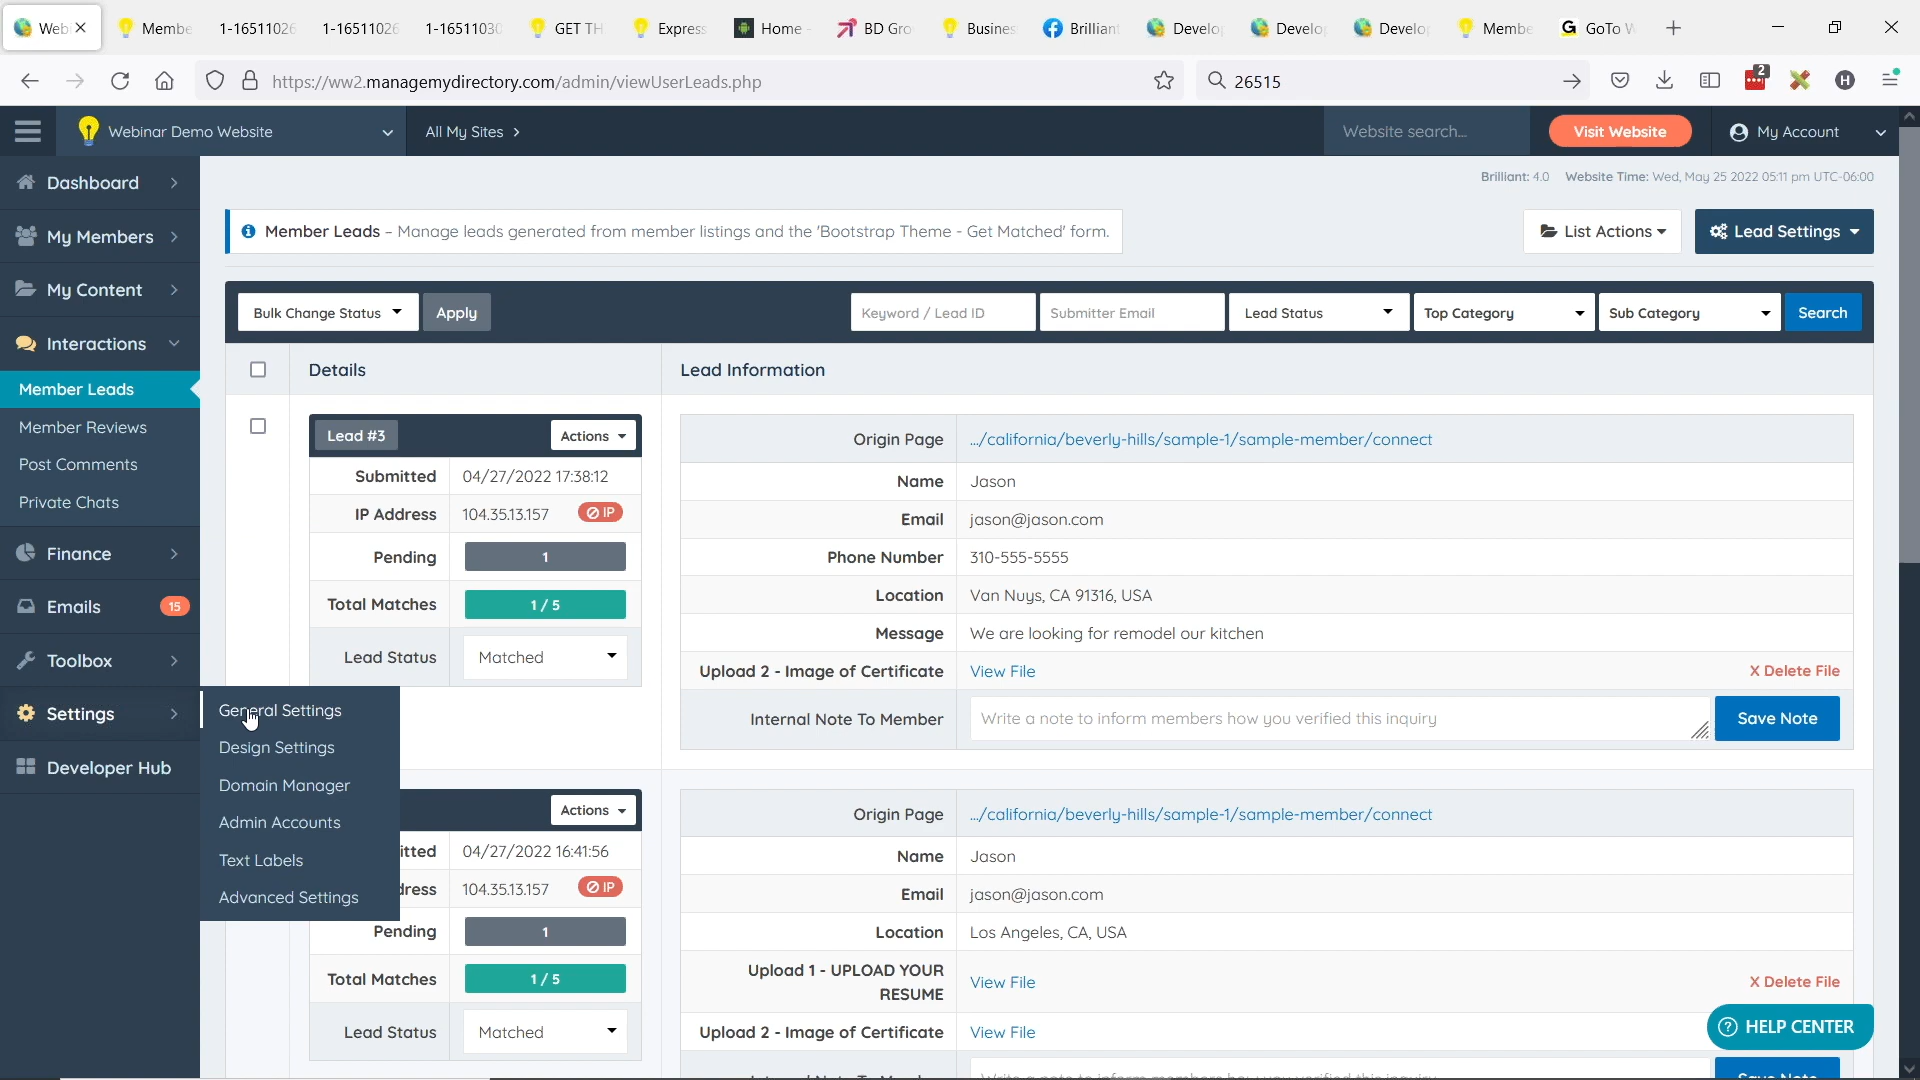 Web
Membe
1-16511026
1-16511026
1-16511030
GET TH
Express
Home -
BD Gro
Busines
Brilliant
Develop
Develop
Develop
Membe
G GoTo W
https://ww2.managemydirectory.com/admin/viewUserLeads.php
26515
2
H
Webinar Demo Website
All My Sites
Website search...
Visit Website
My Account
Brilliant: 4.0 Website Time: Wed, May 25 2022 05:11 pm UTC-06:00
Dashboard
My Members
My Content
Interactions
Member Leads
Member Reviews
Post Comments
Private Chats
Finance
Emails 15
Toolbox
Settings
Developer Hub
General Settings
Design Settings
Domain Manager
Admin Accounts
Text Labels
Advanced Settings
Member Leads – Manage leads generated from member listings and the 'Bootstrap Theme - Get Matched' form.
List Actions
Lead Settings
Bulk Change Status
Apply
Keyword / Lead ID
Submitter Email
Lead Status
Top Category
Sub Category
Search
Details
Lead Information
Lead #3
Actions
Submitted 04/27/2022 17:38:12
IP Address 104.35.13.157 IP
Pending 1
Total Matches 1 / 5
Lead Status Matched
Origin Page ../california/beverly-hills/sample-1/sample-member/connect
Name Jason
Email jason@jason.com
Phone Number 310-555-5555
Location Van Nuys, CA 91316, USA
Message We are looking for remodel our kitchen
Upload 2 - Image of Certificate View File X Delete File
Internal Note To Member Write a note to inform members how you verified this inquiry Save Note
Actions
itted 04/27/2022 16:41:56
dress 104.35.13.157 IP
Pending 1
Total Matches 1 / 5
Lead Status Matched
Origin Page ../california/beverly-hills/sample-1/sample-member/connect
Name Jason
Email jason@jason.com
Location Los Angeles, CA, USA
Upload 1 - UPLOAD YOUR
RESUME
View File X Delete File
Upload 2 - Image of Certificate View File
HELP CENTER